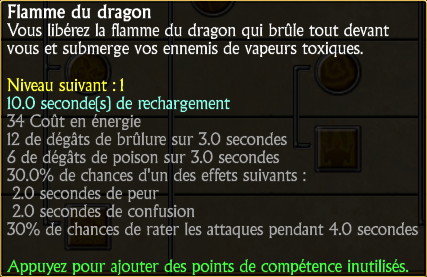 Flamme du dragon
Vous libérez la flamme du dragon qui brûle tout devant
vous et submerge vos ennemis de vapeurs toxiques.
Niveau suivant : 1
10.0 seconde(s) de rechargement
34 Coût en énergie
12 de dégâts de brûlure sur 3.0 secondes
6 de dégâts de poison sur 3.0 secondes
30.0% de chances d'un des effets suivants :
2.0 secondes de peur
2.0 secondes de confusion
30% de chances de rater les attaques pendant 4.0 secondes
Appuyez pour ajouter des points de compétence inutilisés.